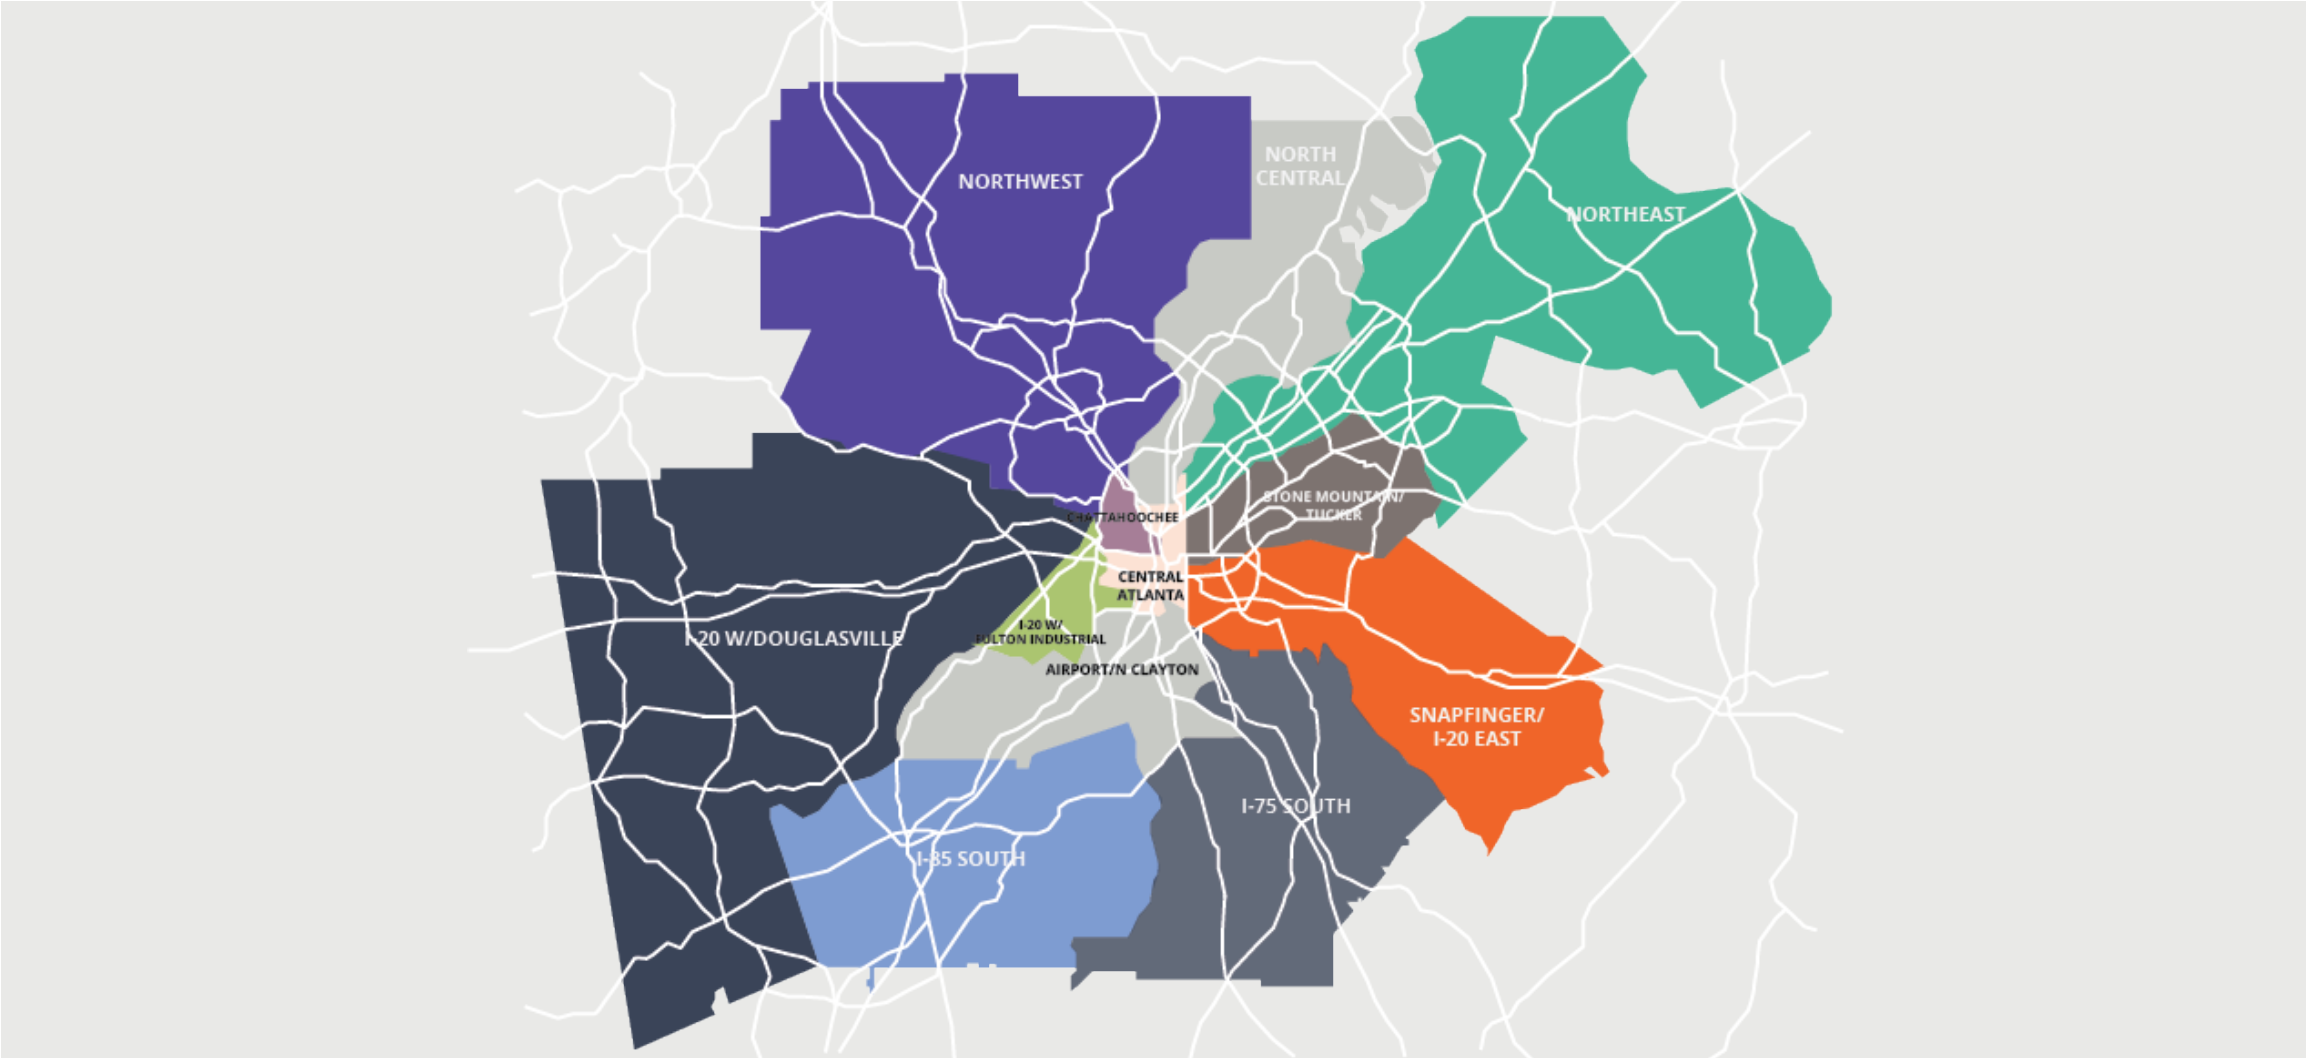 NORTHWEST
NORTH
CENTRAL
NORTHEAST
STONE MOUNTAIN/
TUCKER
CHATTAHOOCHEE
CENTRAL
ATLANTA
I-20 W/
FULTON INDUSTRIAL
I-20 W/DOUGLASVILLE
AIRPORT/N CLAYTON
SNAPFINGER/
I-20 EAST
I-75 SOUTH
I-85 SOUTH